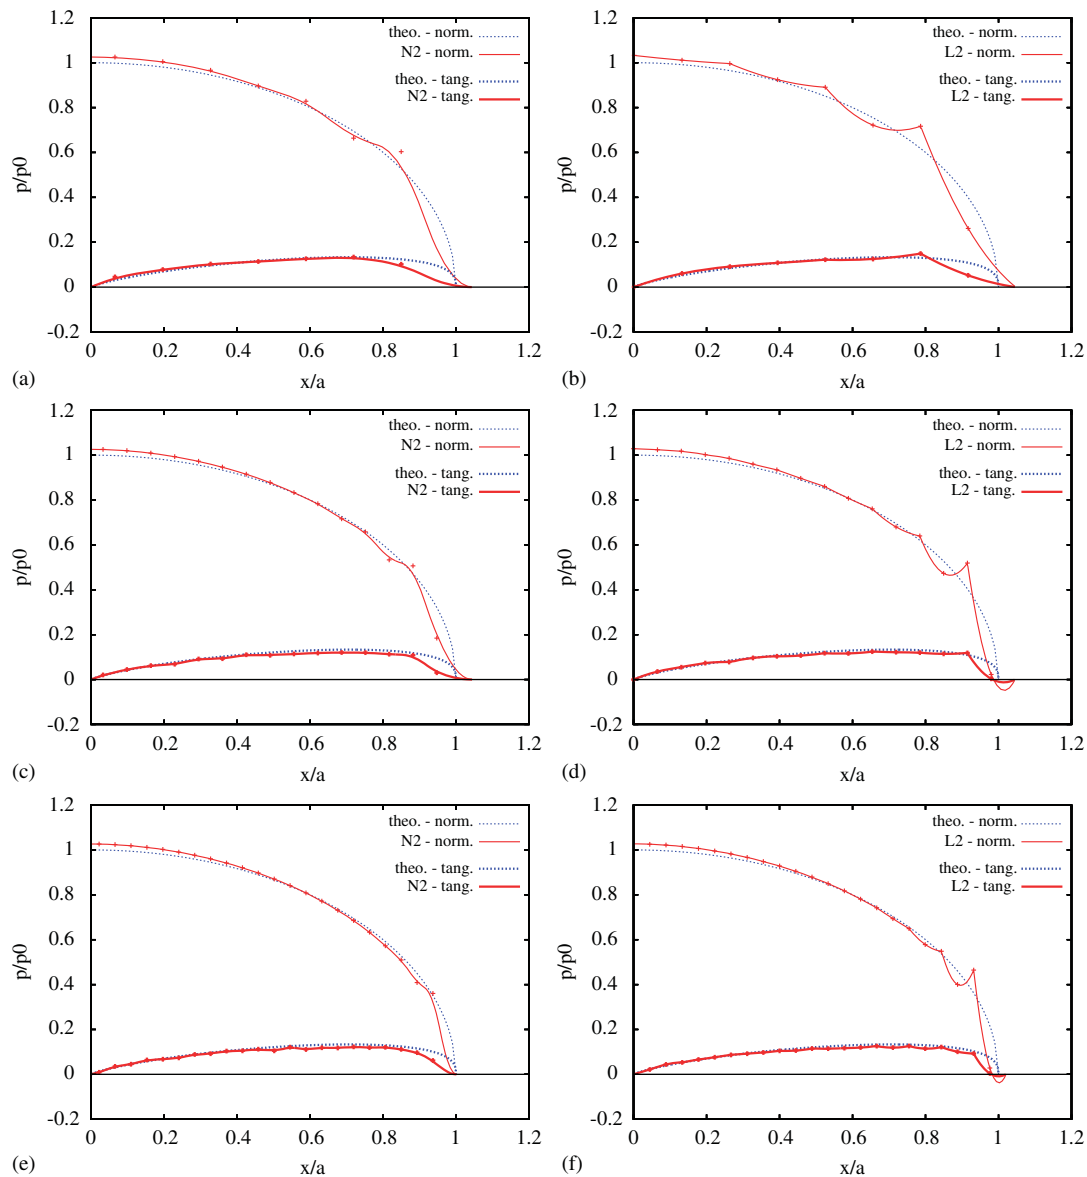 1.2
1
0.8
0.6
0.4
0.2
0
-0.2
p/p0
theo. - norm.
N2 - norm.
theo. - tang.
N2 - tang.
0 0.2 0.4 0.6 0.8 1 1.2
x/a
(a)
1.2
1
0.8
0.6
0.4
0.2
0
-0.2
p/p0
theo. - norm.
L2 - norm.
theo. - tang.
L2 - tang.
0 0.2 0.4 0.6 0.8 1 1.2
x/a
(b)
1.2
1
0.8
0.6
0.4
0.2
0
-0.2
p/p0
theo. - norm.
N2 - norm.
theo. - tang.
N2 - tang.
0 0.2 0.4 0.6 0.8 1 1.2
x/a
(c)
1.2
1
0.8
0.6
0.4
0.2
0
-0.2
p/p0
theo. - norm.
L2 - norm.
theo. - tang.
L2 - tang.
0 0.2 0.4 0.6 0.8 1 1.2
x/a
(d)
1.2
1
0.8
0.6
0.4
0.2
0
-0.2
p/p0
theo. - norm.
N2 - norm.
theo. - tang.
N2 - tang.
0 0.2 0.4 0.6 0.8 1 1.2
x/a
(e)
1.2
1
0.8
0.6
0.4
0.2
0
-0.2
p/p0
theo. - norm.
L2 - norm.
theo. - tang.
L2 - tang.
0 0.2 0.4 0.6 0.8 1 1.2
x/a
(f)